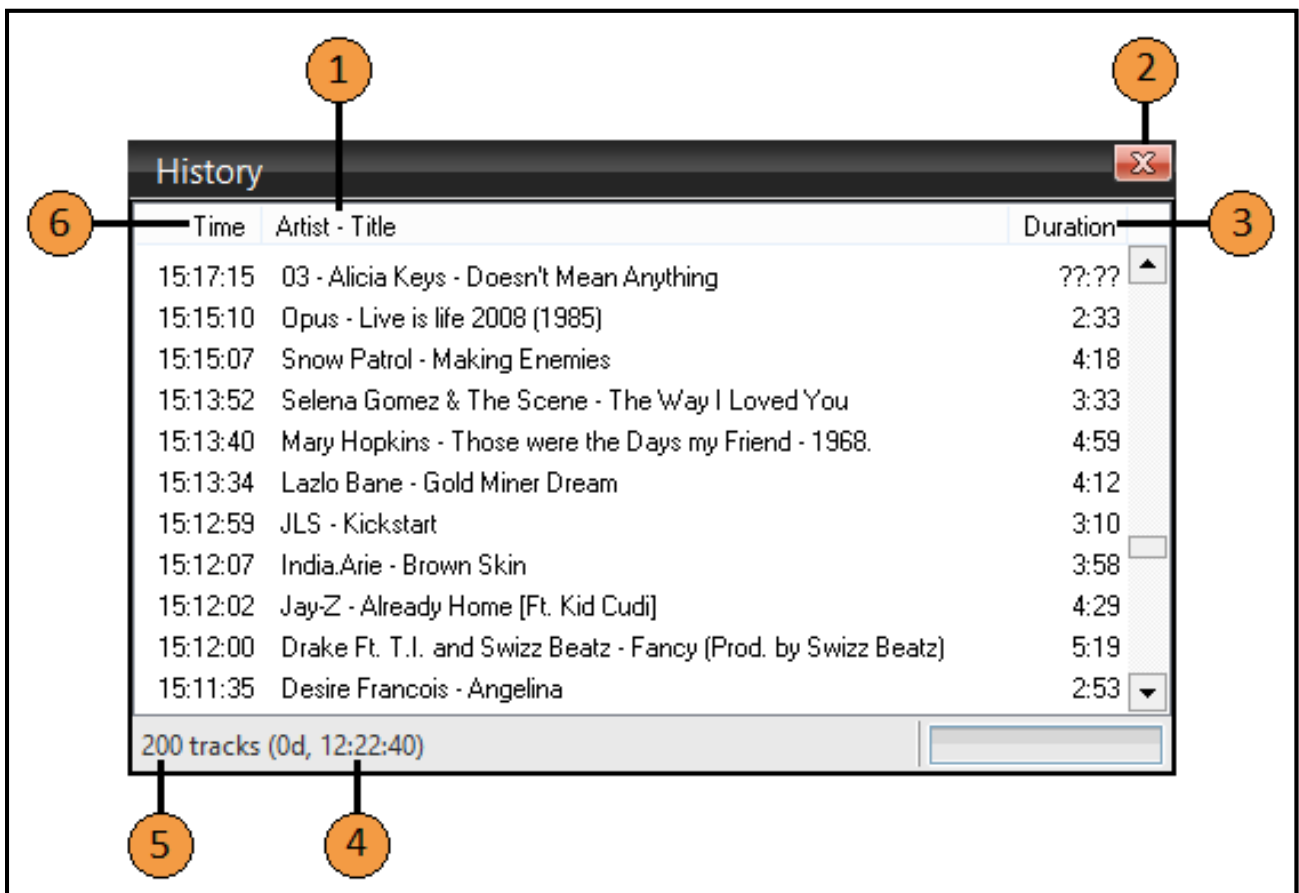 1 2
History
6 Time Artist - Title Duration 3
15:17:15 03 - Alicia Keys - Doesn't Mean Anything ??:??
15:15:10 Opus - Live is life 2008 (1985) 2:33
15:15:07 Snow Patrol - Making Enemies 4:18
15:13:52 Selena Gomez & The Scene - The Way I Loved You 3:33
15:13:40 Mary Hopkins - Those were the Days my Friend - 1968. 4:59
15:13:34 Lazlo Bane - Gold Miner Dream 4:12
15:12:59 JLS - Kickstart 3:10
15:12:07 India.Arie - Brown Skin 3:58
15:12:02 Jay-Z - Already Home [Ft. Kid Cudi] 4:29
15:12:00 Drake Ft. T.I. and Swizz Beatz - Fancy (Prod. by Swizz Beatz) 5:19
15:11:35 Desire Francois - Angelina 2:53
200 tracks (0d, 12:22:40)
5 4